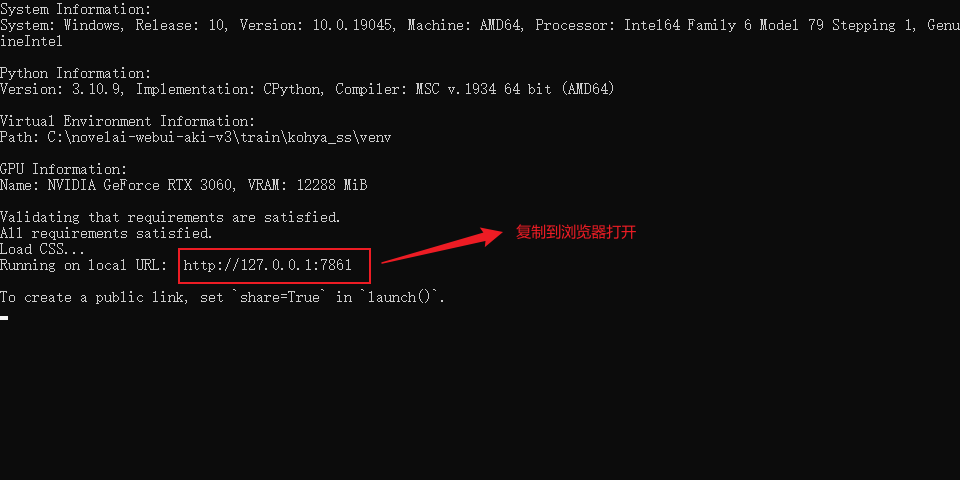 System Information:
System: Windows, Release: 10, Version: 10.0.19045, Machine: AMD64, Processor: Intel64 Family 6 Model 79 Stepping 1, Genu
ineIntel
Python Information:
Version: 3.10.9, Implementation: CPython, Compiler: MSC v.1934 64 bit (AMD64)
Virtual Environment Information:
Path: C:\novelai-webui-aki-v3\train\kohya_ss\venv
GPU Information:
Name: NVIDIA GeForce RTX 3060, VRAM: 12288 MiB
Validating that requirements are satisfied.
All requirements satisfied.
Load CSS...
Running on local URL:  http://127.0.0.1:7861
复制到浏览器打开
To create a public link, set `share=True` in `launch()`.